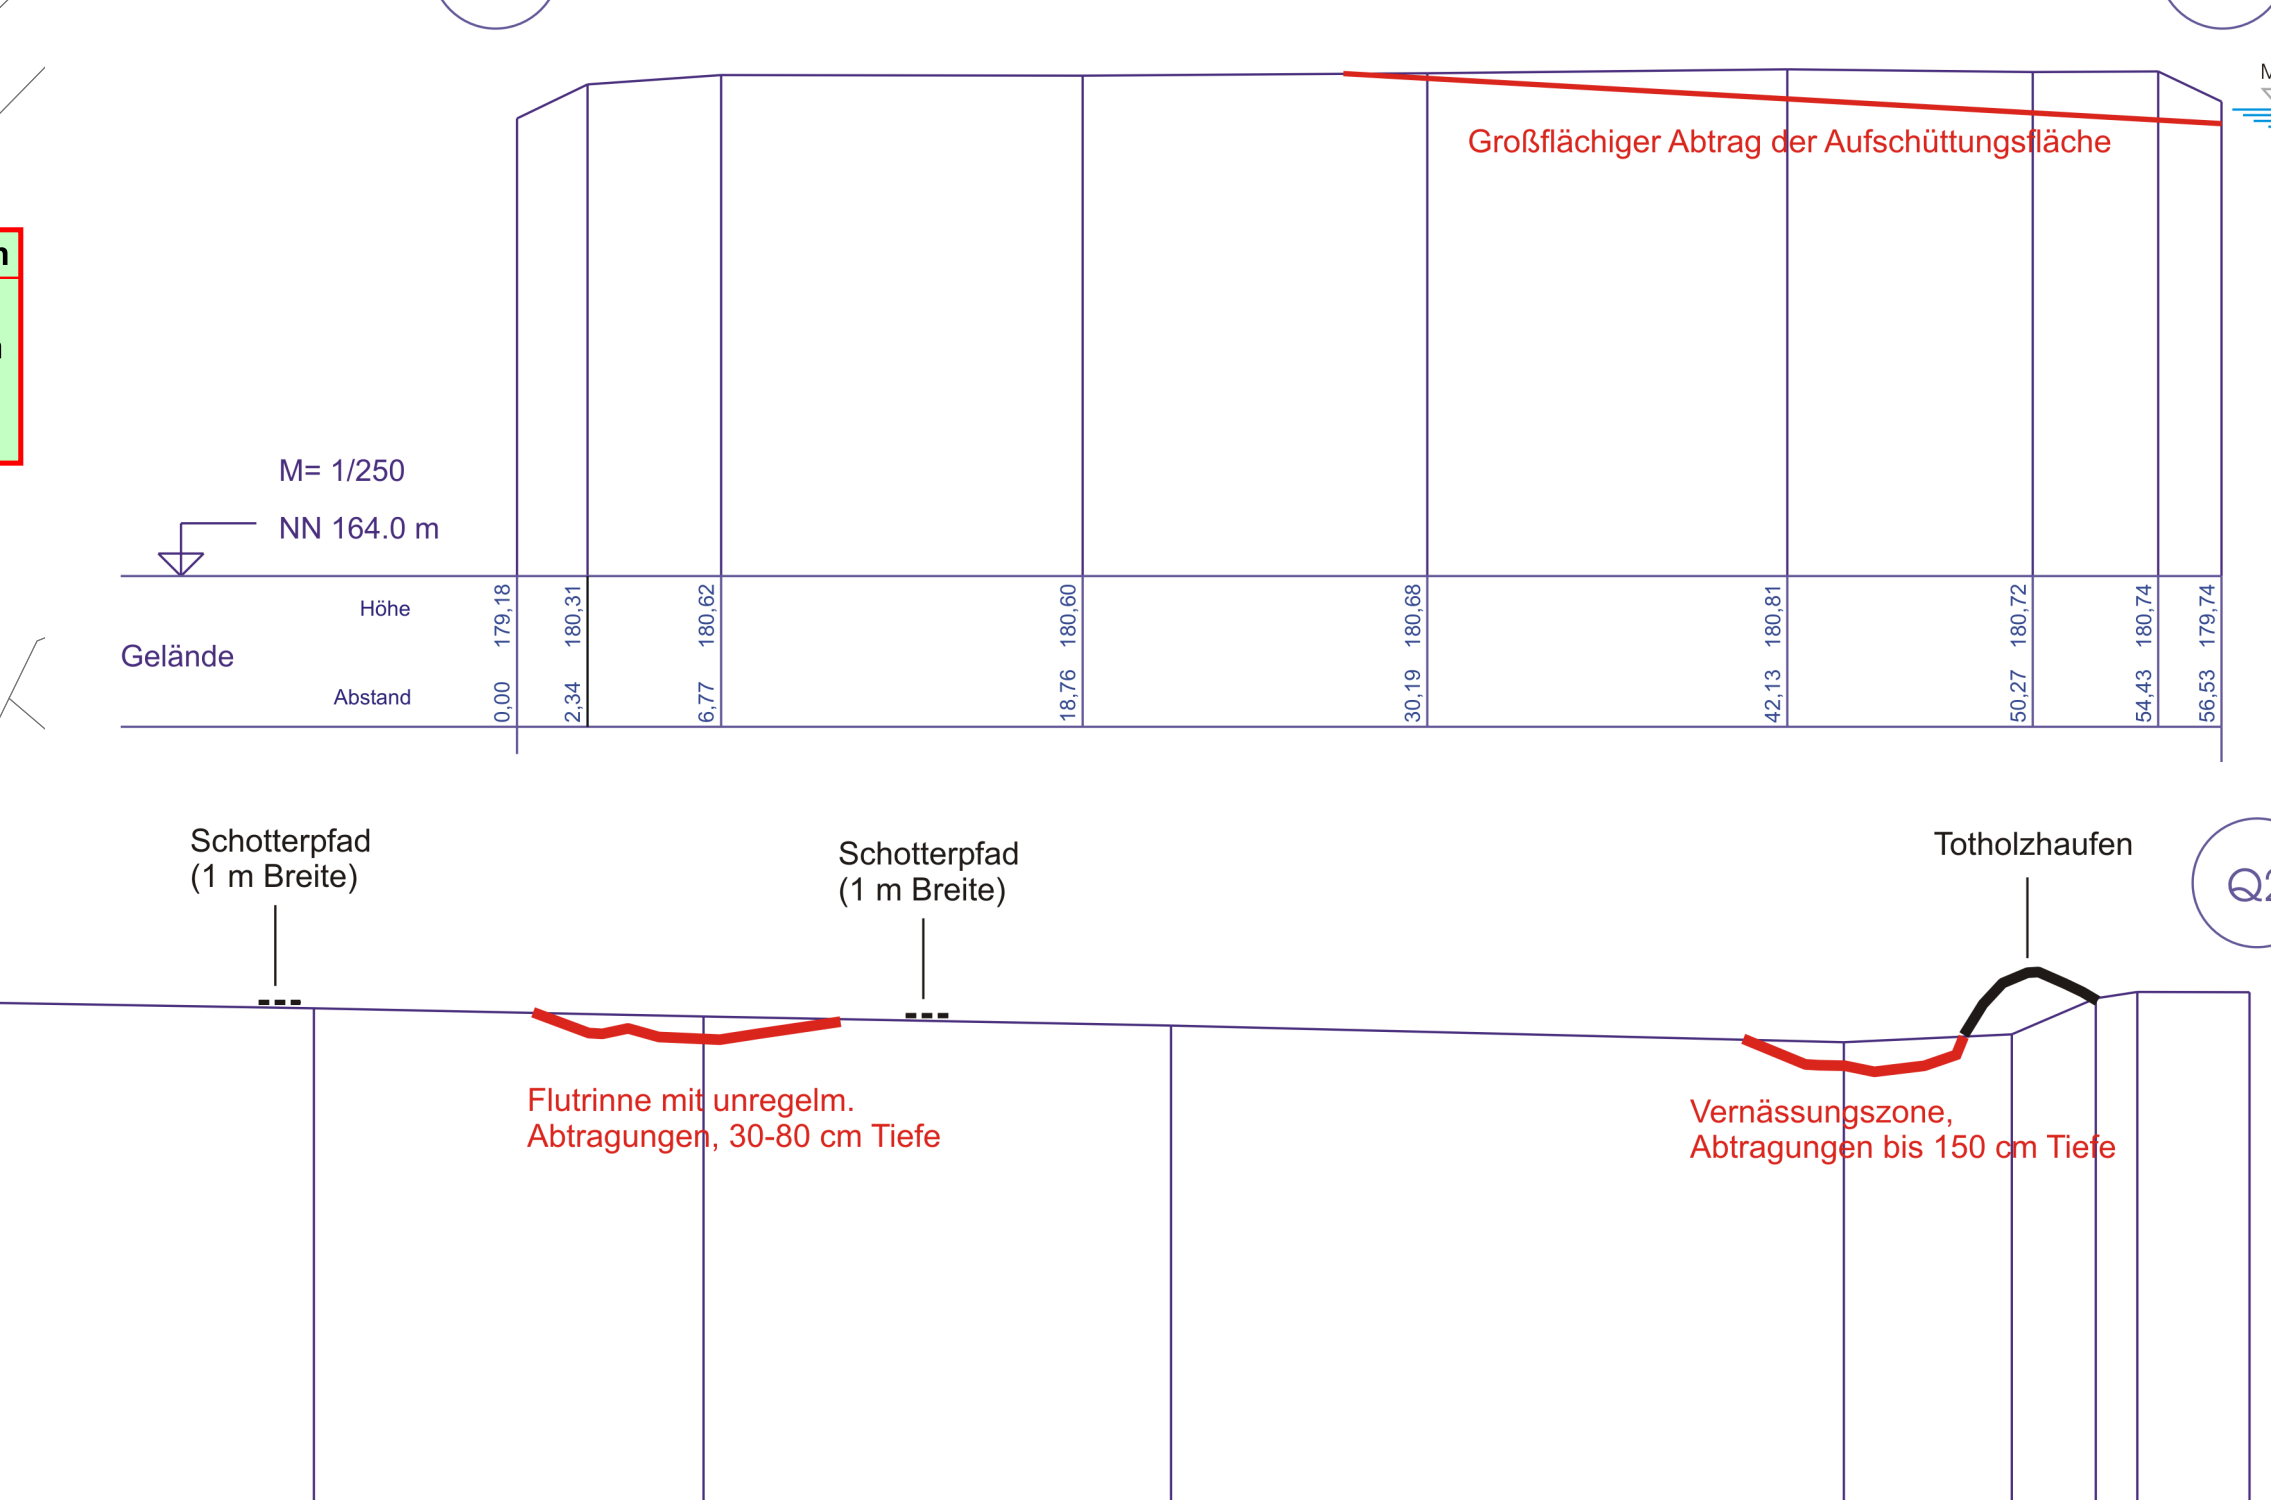 Großflächiger Abtrag der Aufschüttungsfläche
M= 1/250
NN 164.0 m
Höhe 179,18 180,31 180,62 180,60 180,68 180,81 180,72 180,74 179,74
Gelände
Abstand 0,00 2,34 6,77 18,76 30,19 42,13 50,27 54,43 56,53
Schotterpfad
(1 m Breite)
Schotterpfad
(1 m Breite)
Totholzhaufen
Q2
Flutrinne mit unregelm.
Abtragungen, 30-80 cm Tiefe
Vernässungszone,
Abtragungen bis 150 cm Tiefe